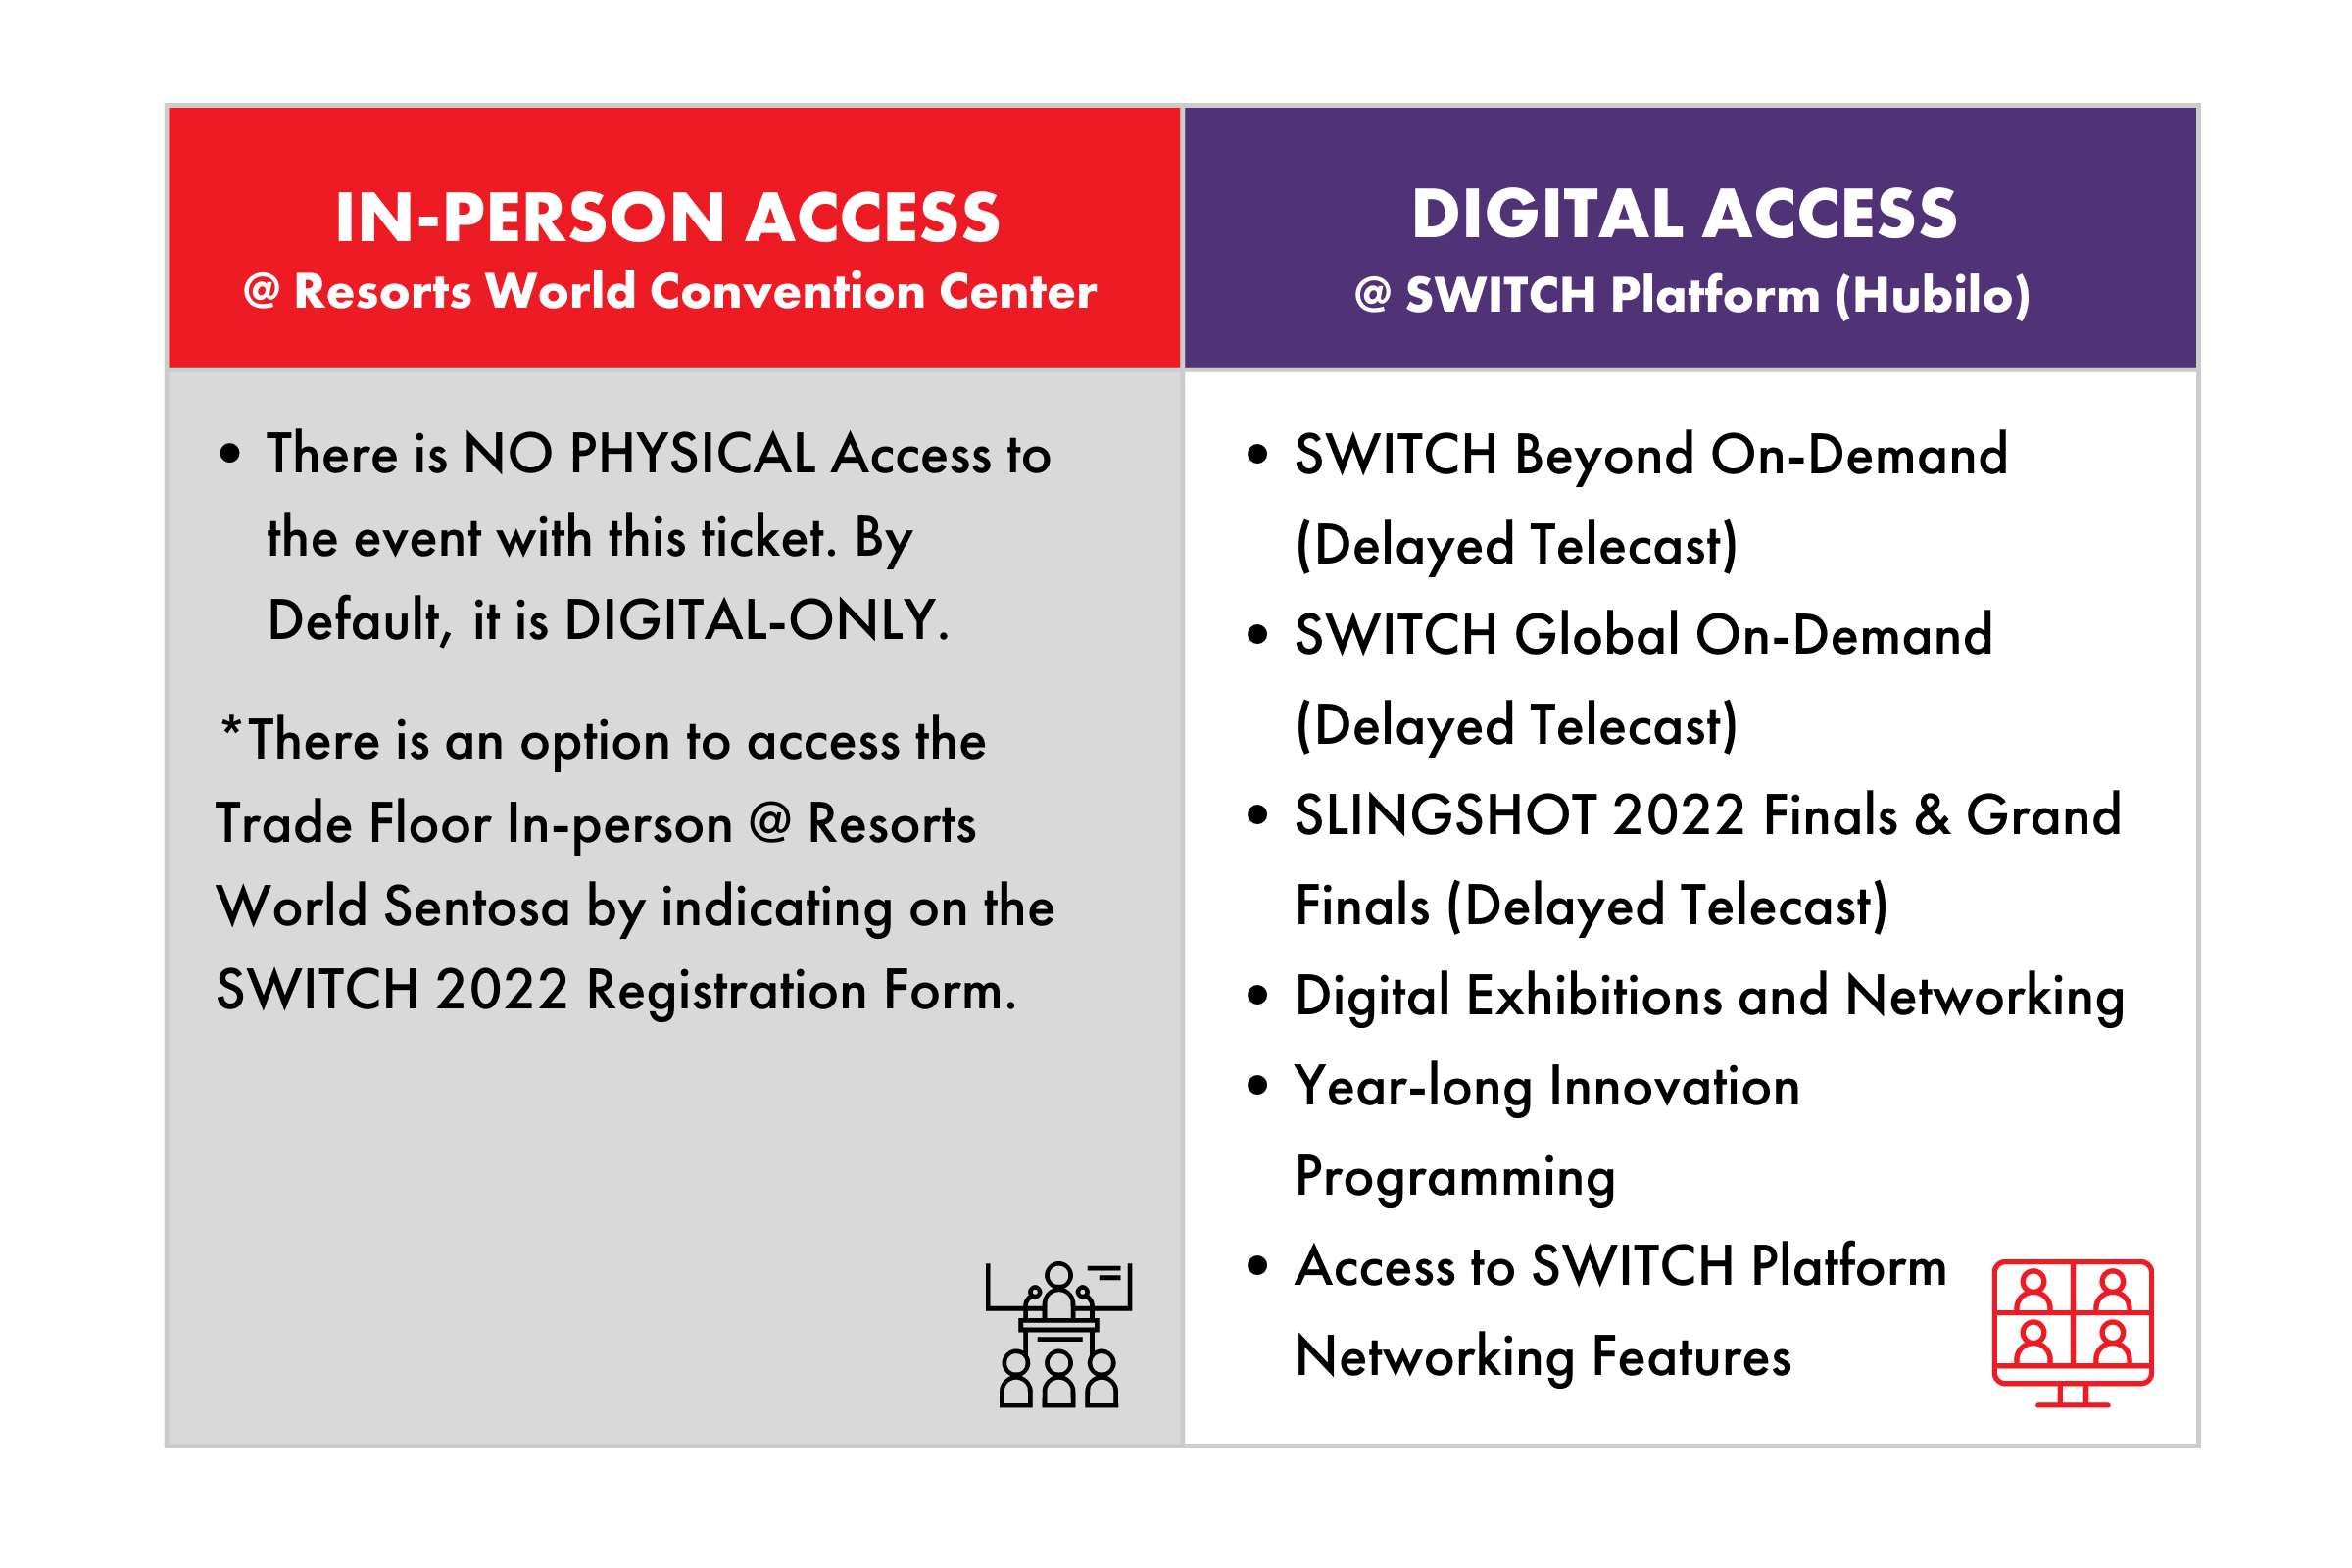 IN-PERSON ACCESS
@ Resorts World Convention Center
• There is NO PHYSICAL Access to
the event with this ticket. By
Default, it is DIGITAL-ONLY.
*There is an option to access the
Trade Floor In-person @ Resorts
World Sentosa by indicating on the
SWITCH 2022 Registration Form.
DIGITAL ACCESS
@ SWITCH Platform (Hubilo)
• SWITCH Beyond On-Demand
(Delayed Telecast)
• SWITCH Global On-Demand
(Delayed Telecast)
• SLINGSHOT 2022 Finals & Grand
Finals (Delayed Telecast)
• Digital Exhibitions and Networking
• Year-long Innovation
Programming
• Access to SWITCH Platform
Networking Features